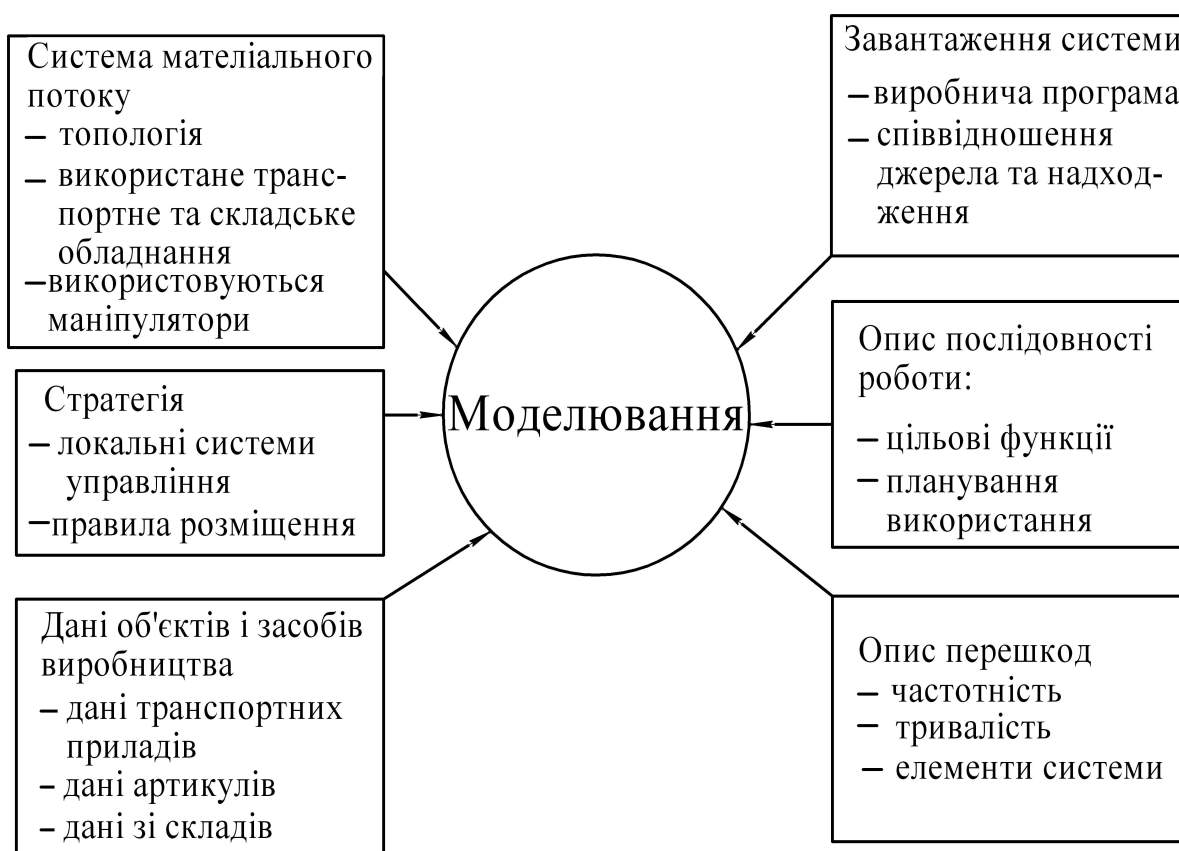 Система мателіального
потоку
– топологія
– використане транс-
портне та складське
обладнання
–використовуються
маніпулятори
Стратегія
– локальні системи
управління
–правила розміщення
Дані об'єктів і засобів
виробництва
– дані транспортних
приладів
– дані артикулів
– дані зі складів
Моделювання
Завантаження системи
–виробнича програма
– співвідношення
джерела та надход-
ження
Опис послідовності
роботи:
– цільові функції
– планування
використання
Опис перешкод
– частотність
– тривалість
– елементи системи